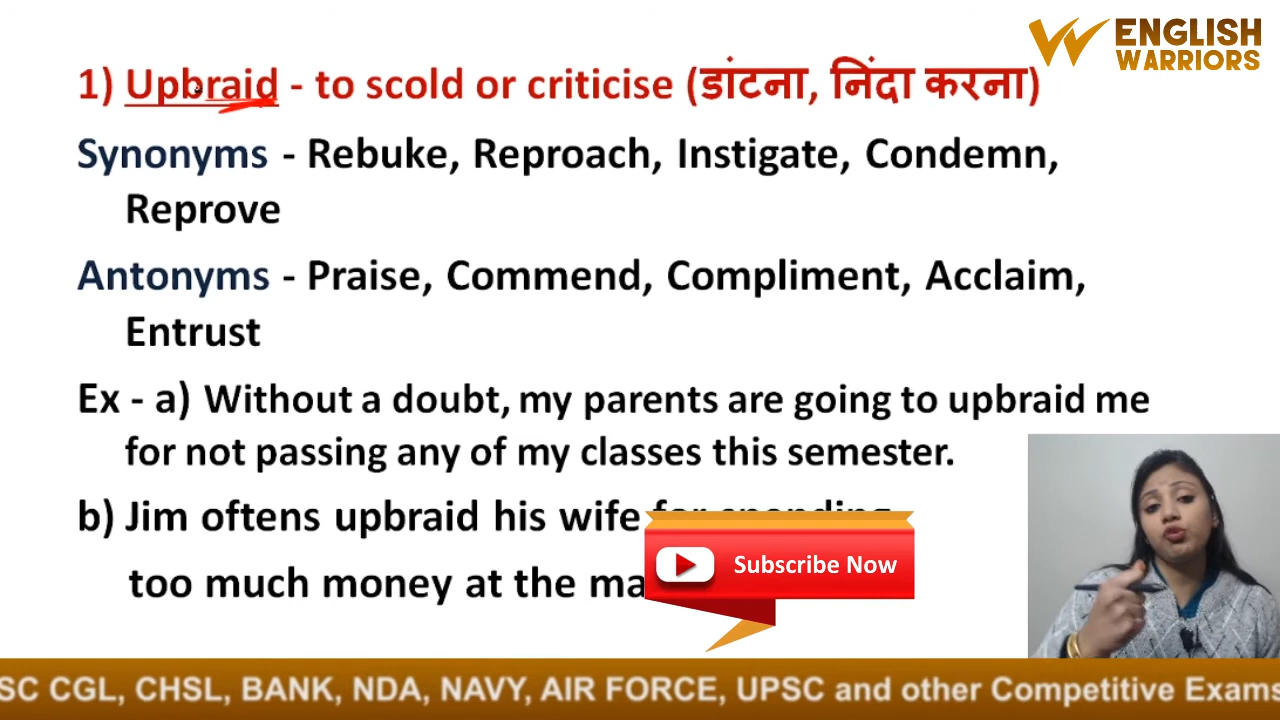 ENGLISH
WARRIORS
1) Upbraid - to scold or criticise (डांटना, निंदा करना)
Synonyms - Rebuke, Reproach, Instigate, Condemn,
Reprove
Antonyms - Praise, Commend, Compliment, Acclaim,
Entrust
Ex - a) Without a doubt, my parents are going to upbraid me
for not passing any of my classes this semester.
b) Jim oftens upbraid his wife for spending
too much money at the
Subscribe Now
SC CGL, CHSL, BANK, NDA, NAVY, AIR FORCE, UPSC and other Competitive Exams